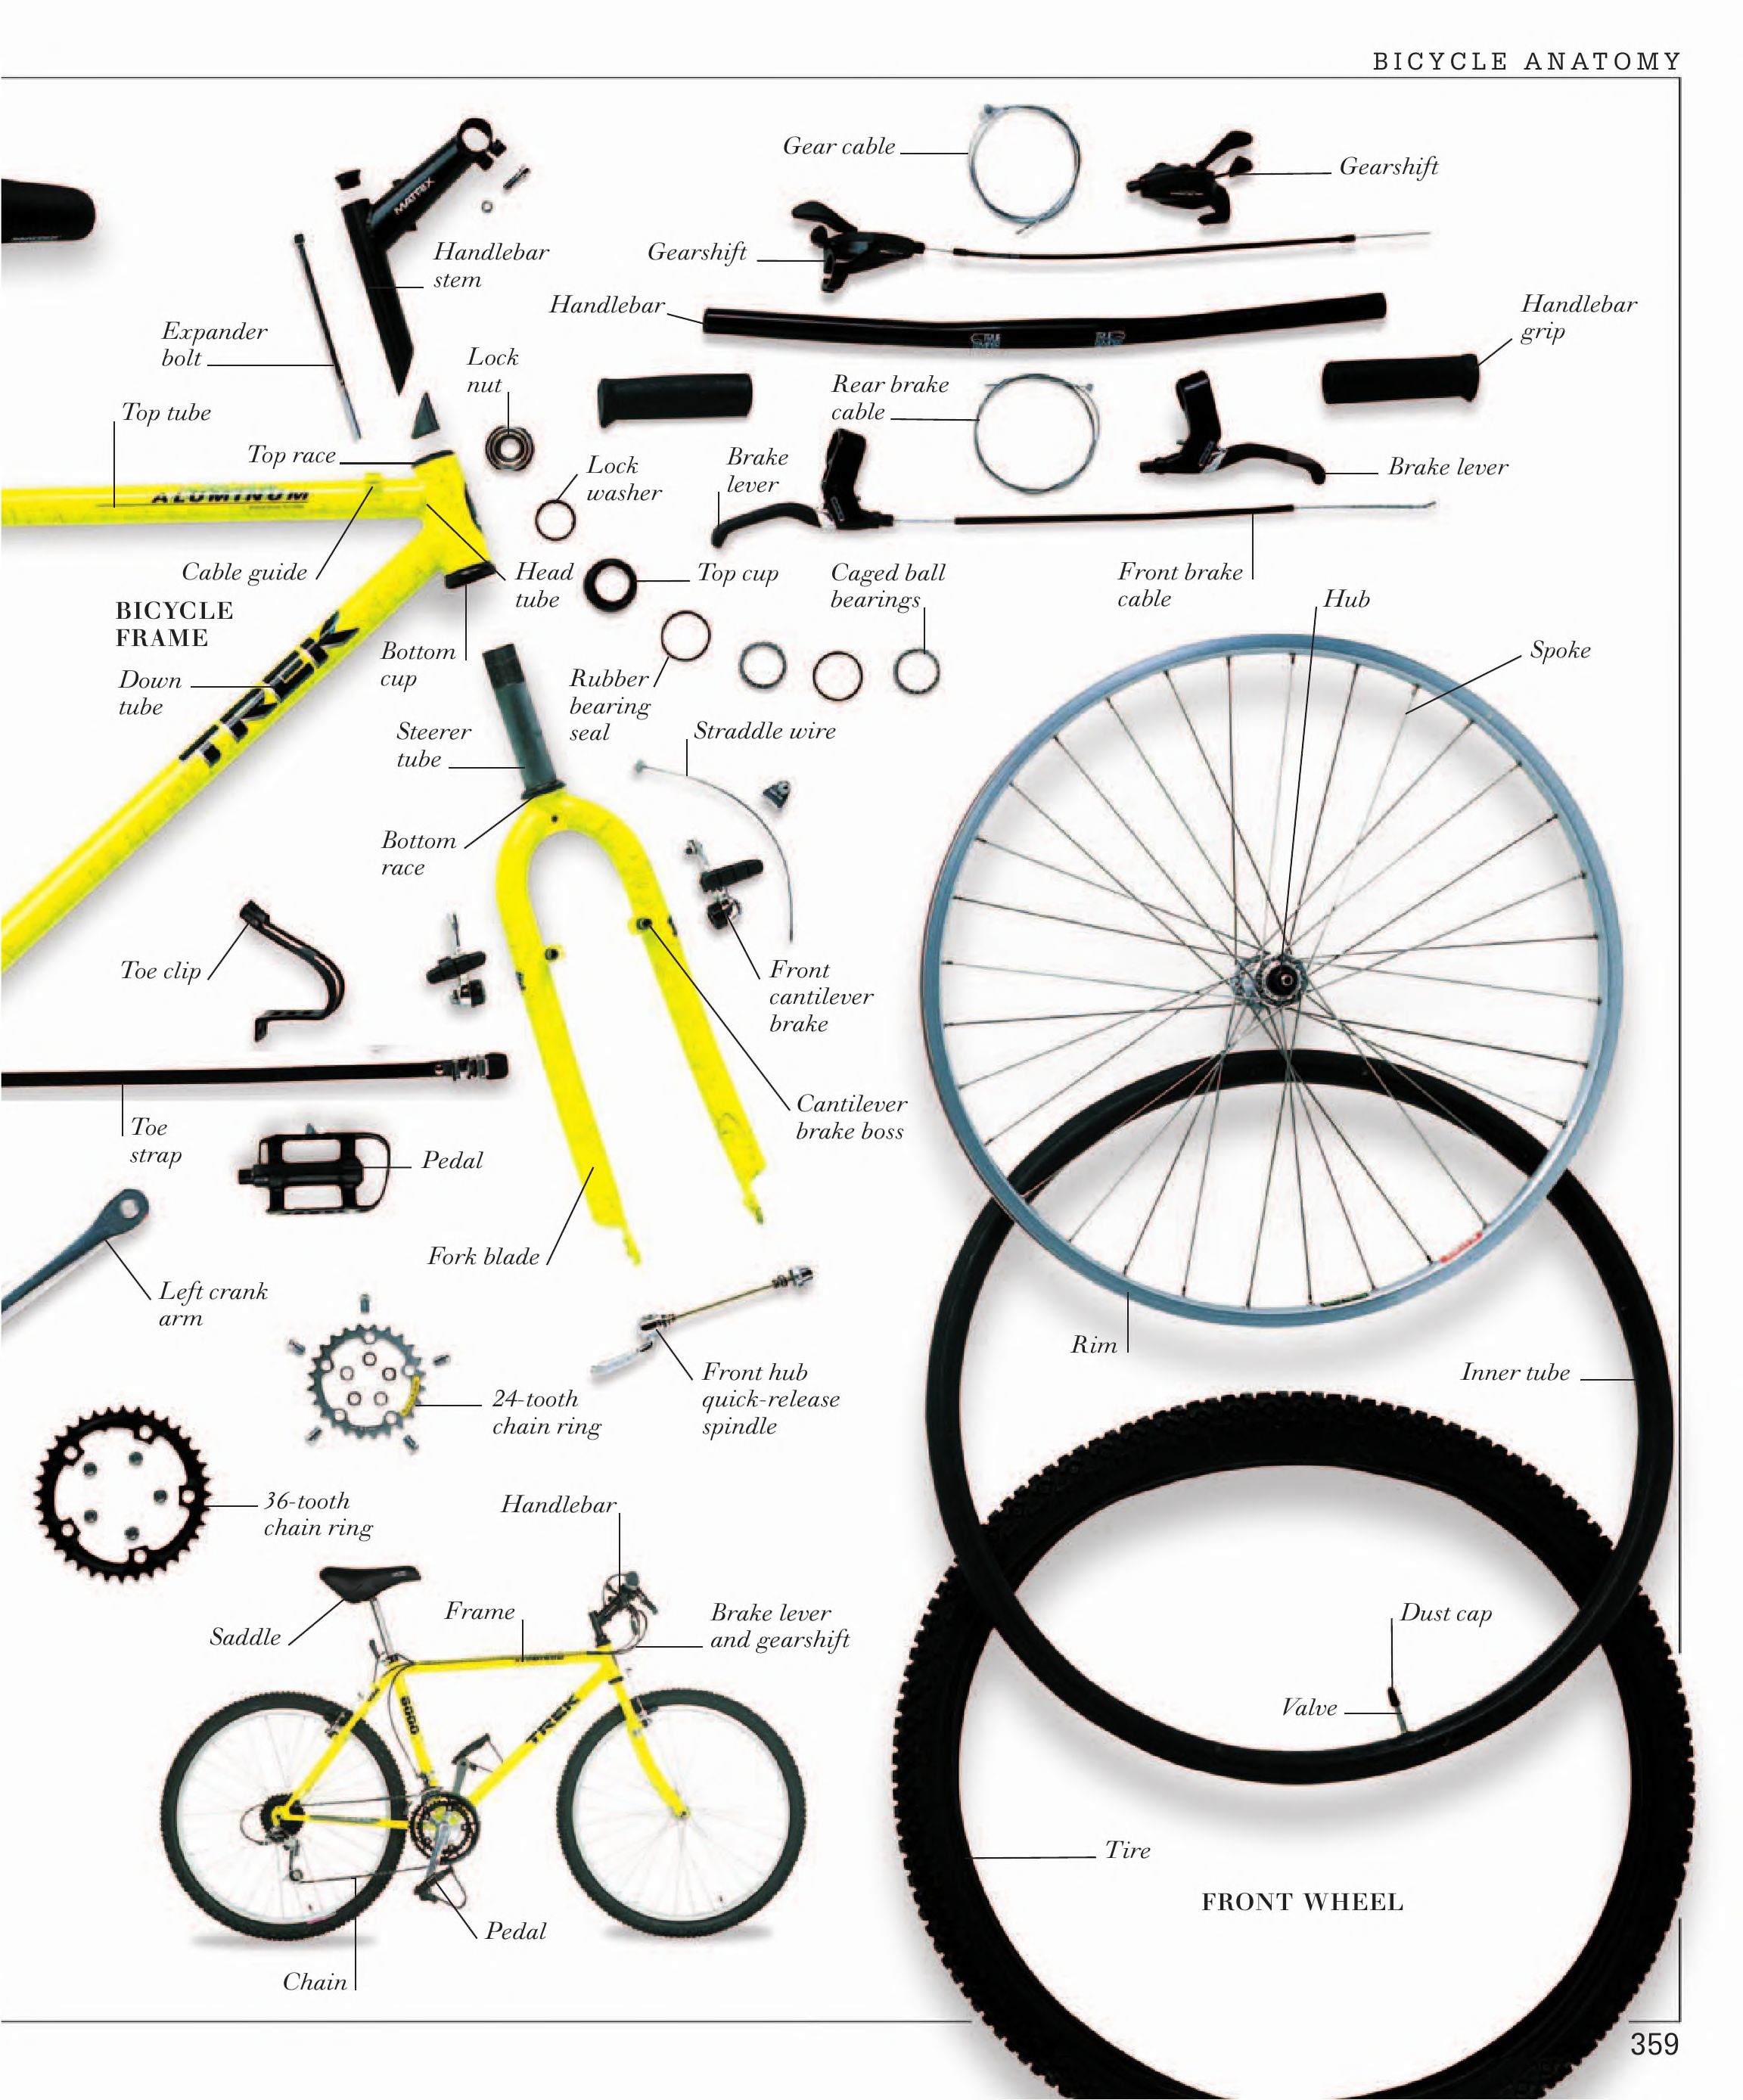 BICYCLE ANATOMY
Gear cable
Gearshift
MATRIX
Handlebar
stem
Gearshift
Handlebar
Handlebar
grip
Expander
bolt
Lock
nut
Rear brake
cable
Top tube
Top race
Lock
washer
Brake
lever
Brake lever
ALUMINUM
Cable guide
Head
tube
Top cup
Caged ball
bearings
Front brake
cable
Hub
BICYCLE
FRAME
TREK
Down
tube
Bottom
cup
Rubber
bearing
seal
Spoke
Steerer
tube
Straddle wire
Bottom
race
Toe clip
Front
cantilever
brake
Cantilever
brake boss
Toe
strap
Pedal
Fork blade
Left crank
arm
Rim
Front hub
quick-release
spindle
Inner tube
24-tooth
chain ring
36-tooth
chain ring
Handlebar
Frame
Brake lever
and gearshift
Saddle
Dust cap
Valve
6000
TREK
Tire
FRONT WHEEL
Pedal
Chain
359